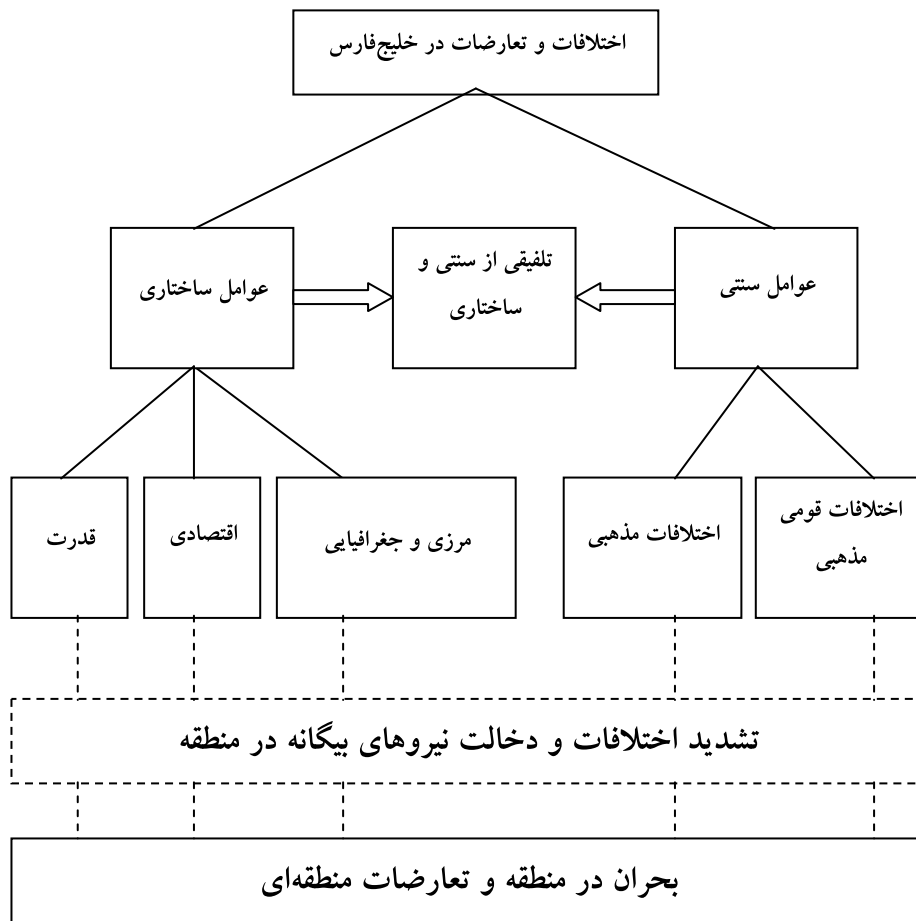 اختلافات و تعارضات در خلیج‌فارس
عوامل سنتی
تلفیقی از سنتی و
ساختاری
عوامل ساختاری
اختلافات قومی
مذهبی
اختلافات مذهبی
مرزی و جغرافیایی
اقتصادی
قدرت
تشدید اختلافات و دخالت نیروهای بیگانه در منطقه
بحران در منطقه و تعارضات منطقه‌ای